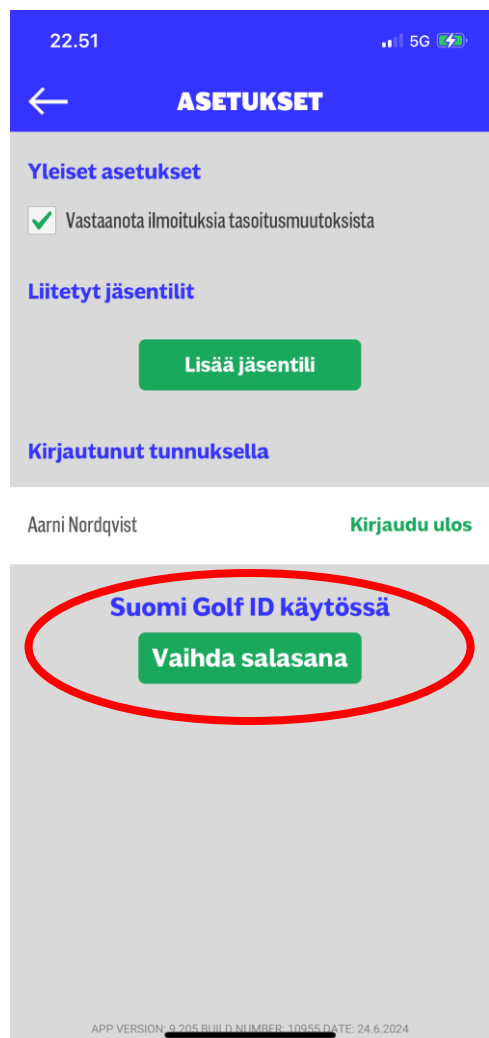 22.51 5G
ASETUKSET
Yleiset asetukset
Vastaanota ilmoituksia tasoitusmuutoksista
Liitetyt jäsentilit
Lisää jäsentili
Kirjautunut tunnuksella
Aarni Nordqvist Kirjaudu ulos
Suomi Golf ID käytössä
Vaihda salasana
APP VERSION: 9.205 BUILD NUMBER: 10955 DATE: 24.6.2024